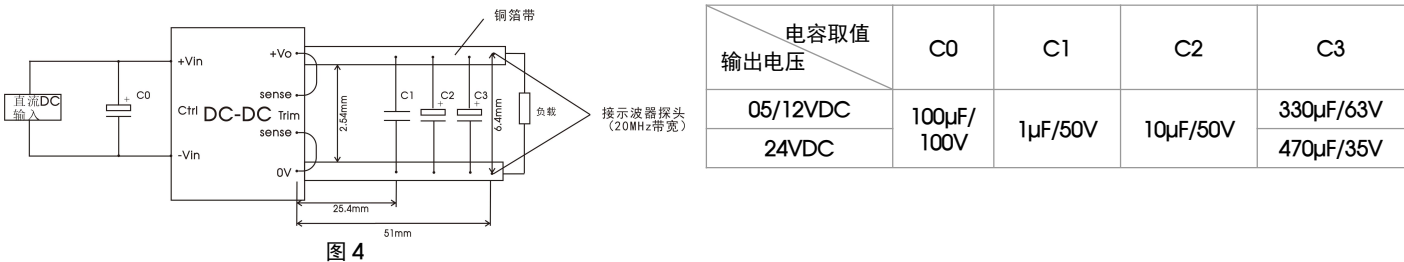 铜箔带
+Vin
+Vo
直流DC
输入
+ C0
Ctrl
DC-DC
sense
Trim
sense
-Vin
0V
2.54mm
C1
+ C2
+ C3
6.4mm
负载
接示波器探头
(20MHz带宽)
25.4mm
51mm
图 4
电容取值
输出电压
C0
C1
C2
C3
05/12VDC
100µF/
100V
1µF/50V
10µF/50V
330µF/63V
24VDC
470µF/35V